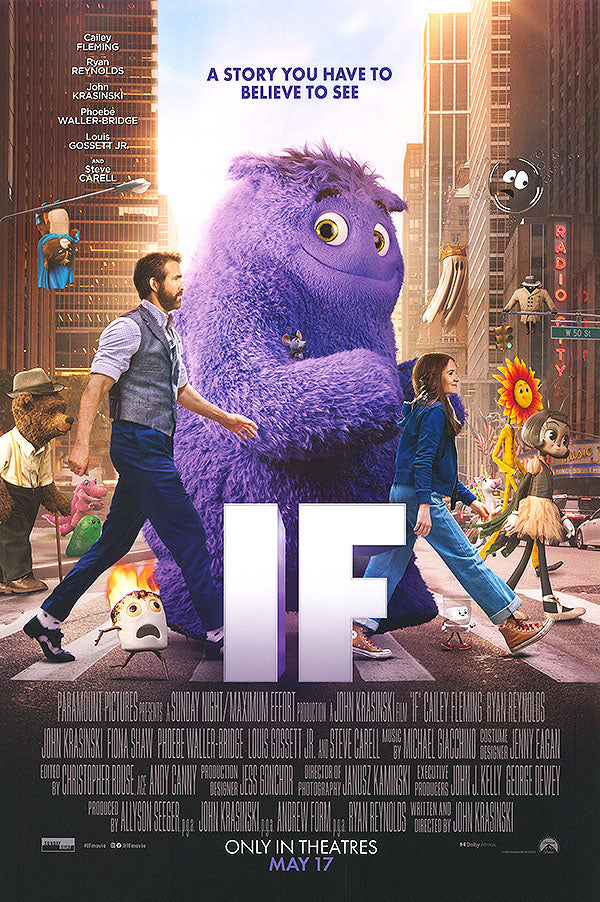 Cailey
FLEMING
Ryan
REYNOLDS
John
KRASINSKI
Phoebe
WALLER-BRIDGE
Louis
GOSSETT JR.
AND
Steve
CARELL
A STORY YOU HAVE TO
BELIEVE TO SEE
RADIO CITY
W 50 St
IF
PARAMOUNT PICTURES PRESENTS A SUNDAY NIGHT/MAXIMUM EFFORT PRODUCTION A JOHN KRASINSKI FILM "IF" CAILEY FLEMING RYAN REYNOLDS
JOHN KRASINSKI FIONA SHAW PHOEBE WALLER-BRIDGE LOUIS GOSSETT JR. AND STEVE CARELL MUSIC BY MICHAEL GIACCHINO COSTUME DESIGNER JENNY EAGAN
EDITED BY CHRISTOPHER ROUSE ACE ANDY CANNY PRODUCTION DESIGNER JESS GONCHOR DIRECTOR OF PHOTOGRAPHY JANUSZ KAMINSKI EXECUTIVE PRODUCERS JOHN J. KELLY GEORGE DEWEY
PRODUCED BY ALLYSON SEEGER, p.g.a. JOHN KRASINSKI, p.g.a. ANDREW FORM, p.g.a. RYAN REYNOLDS WRITTEN AND DIRECTED BY JOHN KRASINSKI
SUNDAY NIGHT
#IFmovie
IFmovie
ONLY IN THEATRES
MAY 17
Dolby Atmos